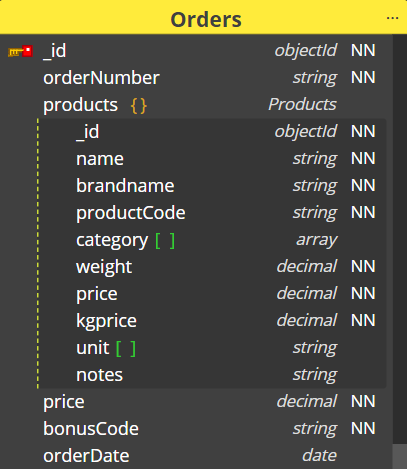 Orders ...
_id objectId NN
orderNumber string NN
products {} Products
_id objectId NN
name string NN
brandname string NN
productCode string NN
category [ ] array
weight decimal NN
price decimal NN
kgprice decimal NN
unit [ ] string
notes string
price decimal NN
bonusCode string NN
orderDate date